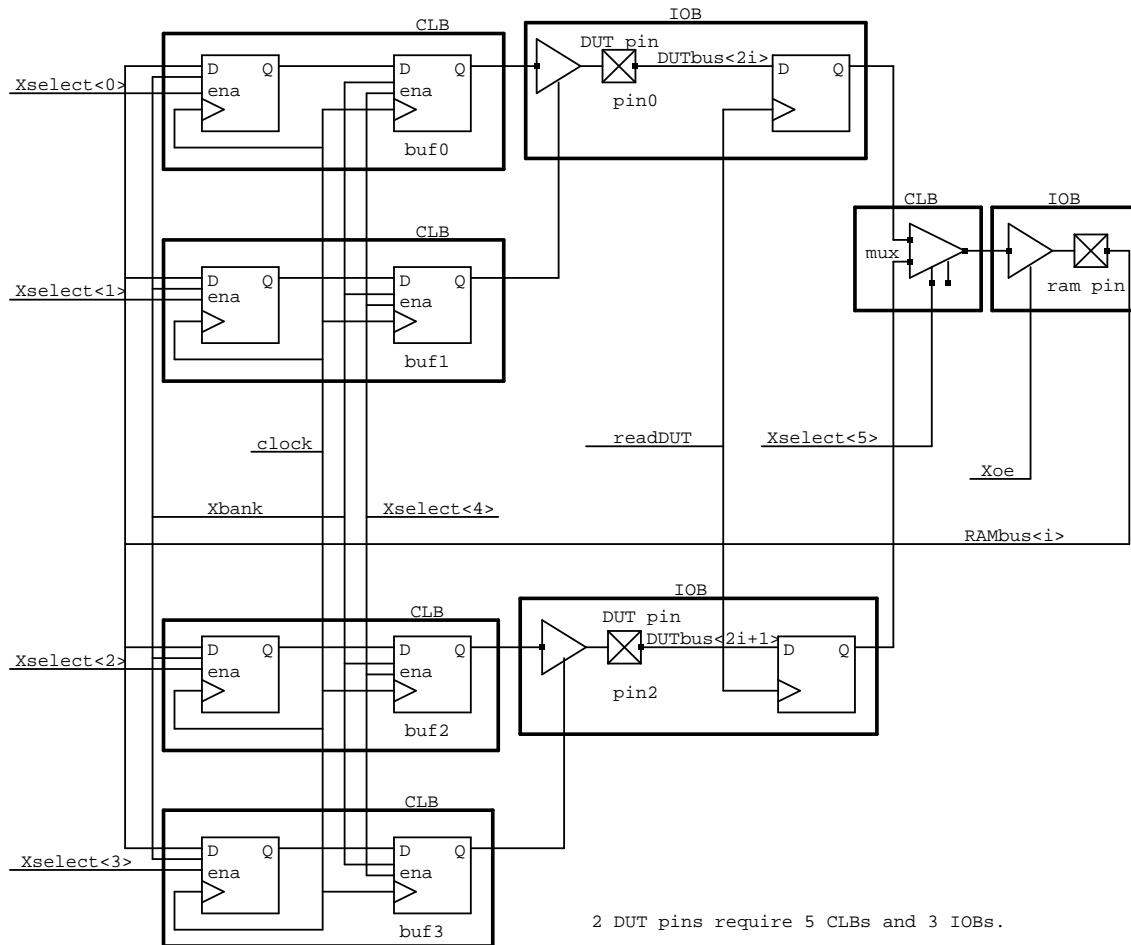 CLB
IOB
DUT pin
D Q D Q DUTbus<2i> D Q
Xselect<0>
ena ena
pin0
buf0
CLB
CLB IOB
D Q D Q mux
Xselect<1> ena ena ram pin
buf1
clock readDUT Xselect<5>
Xoe
Xbank Xselect<4>
RAMbus<i>
IOB
CLB DUT pin
D Q D Q DUTbus<2i+1> D Q
Xselect<2> ena ena
pin2
buf2
CLB
D Q D Q
Xselect<3> ena ena
buf3
2 DUT pins require 5 CLBs and 3 IOBs.